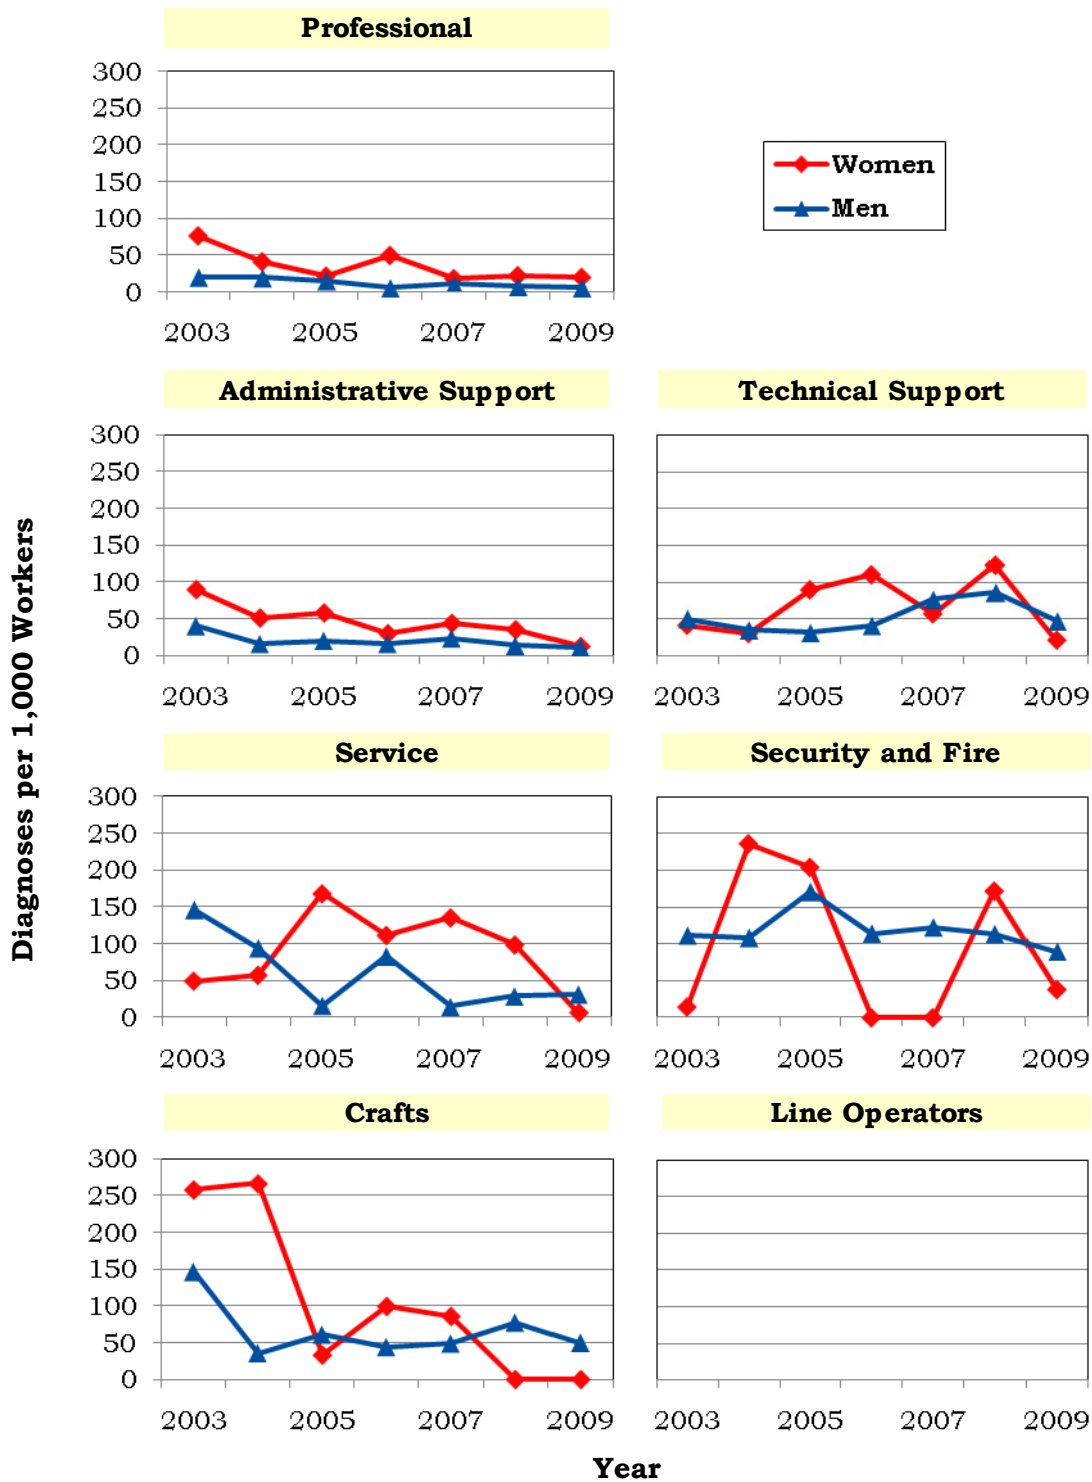 Professional
300
250
200
150
100
50
0
2003 2005 2007 2009
Women
Men
Diagnoses per 1,000 Workers
Administrative Support
300
250
200
150
100
50
0
2003 2005 2007 2009
Technical Support
2003 2005 2007 2009
Service
300
250
200
150
100
50
0
2003 2005 2007 2009
Security and Fire
2003 2005 2007 2009
Crafts
300
250
200
150
100
50
0
2003 2005 2007 2009
Line Operators
2003 2005 2007 2009
Year